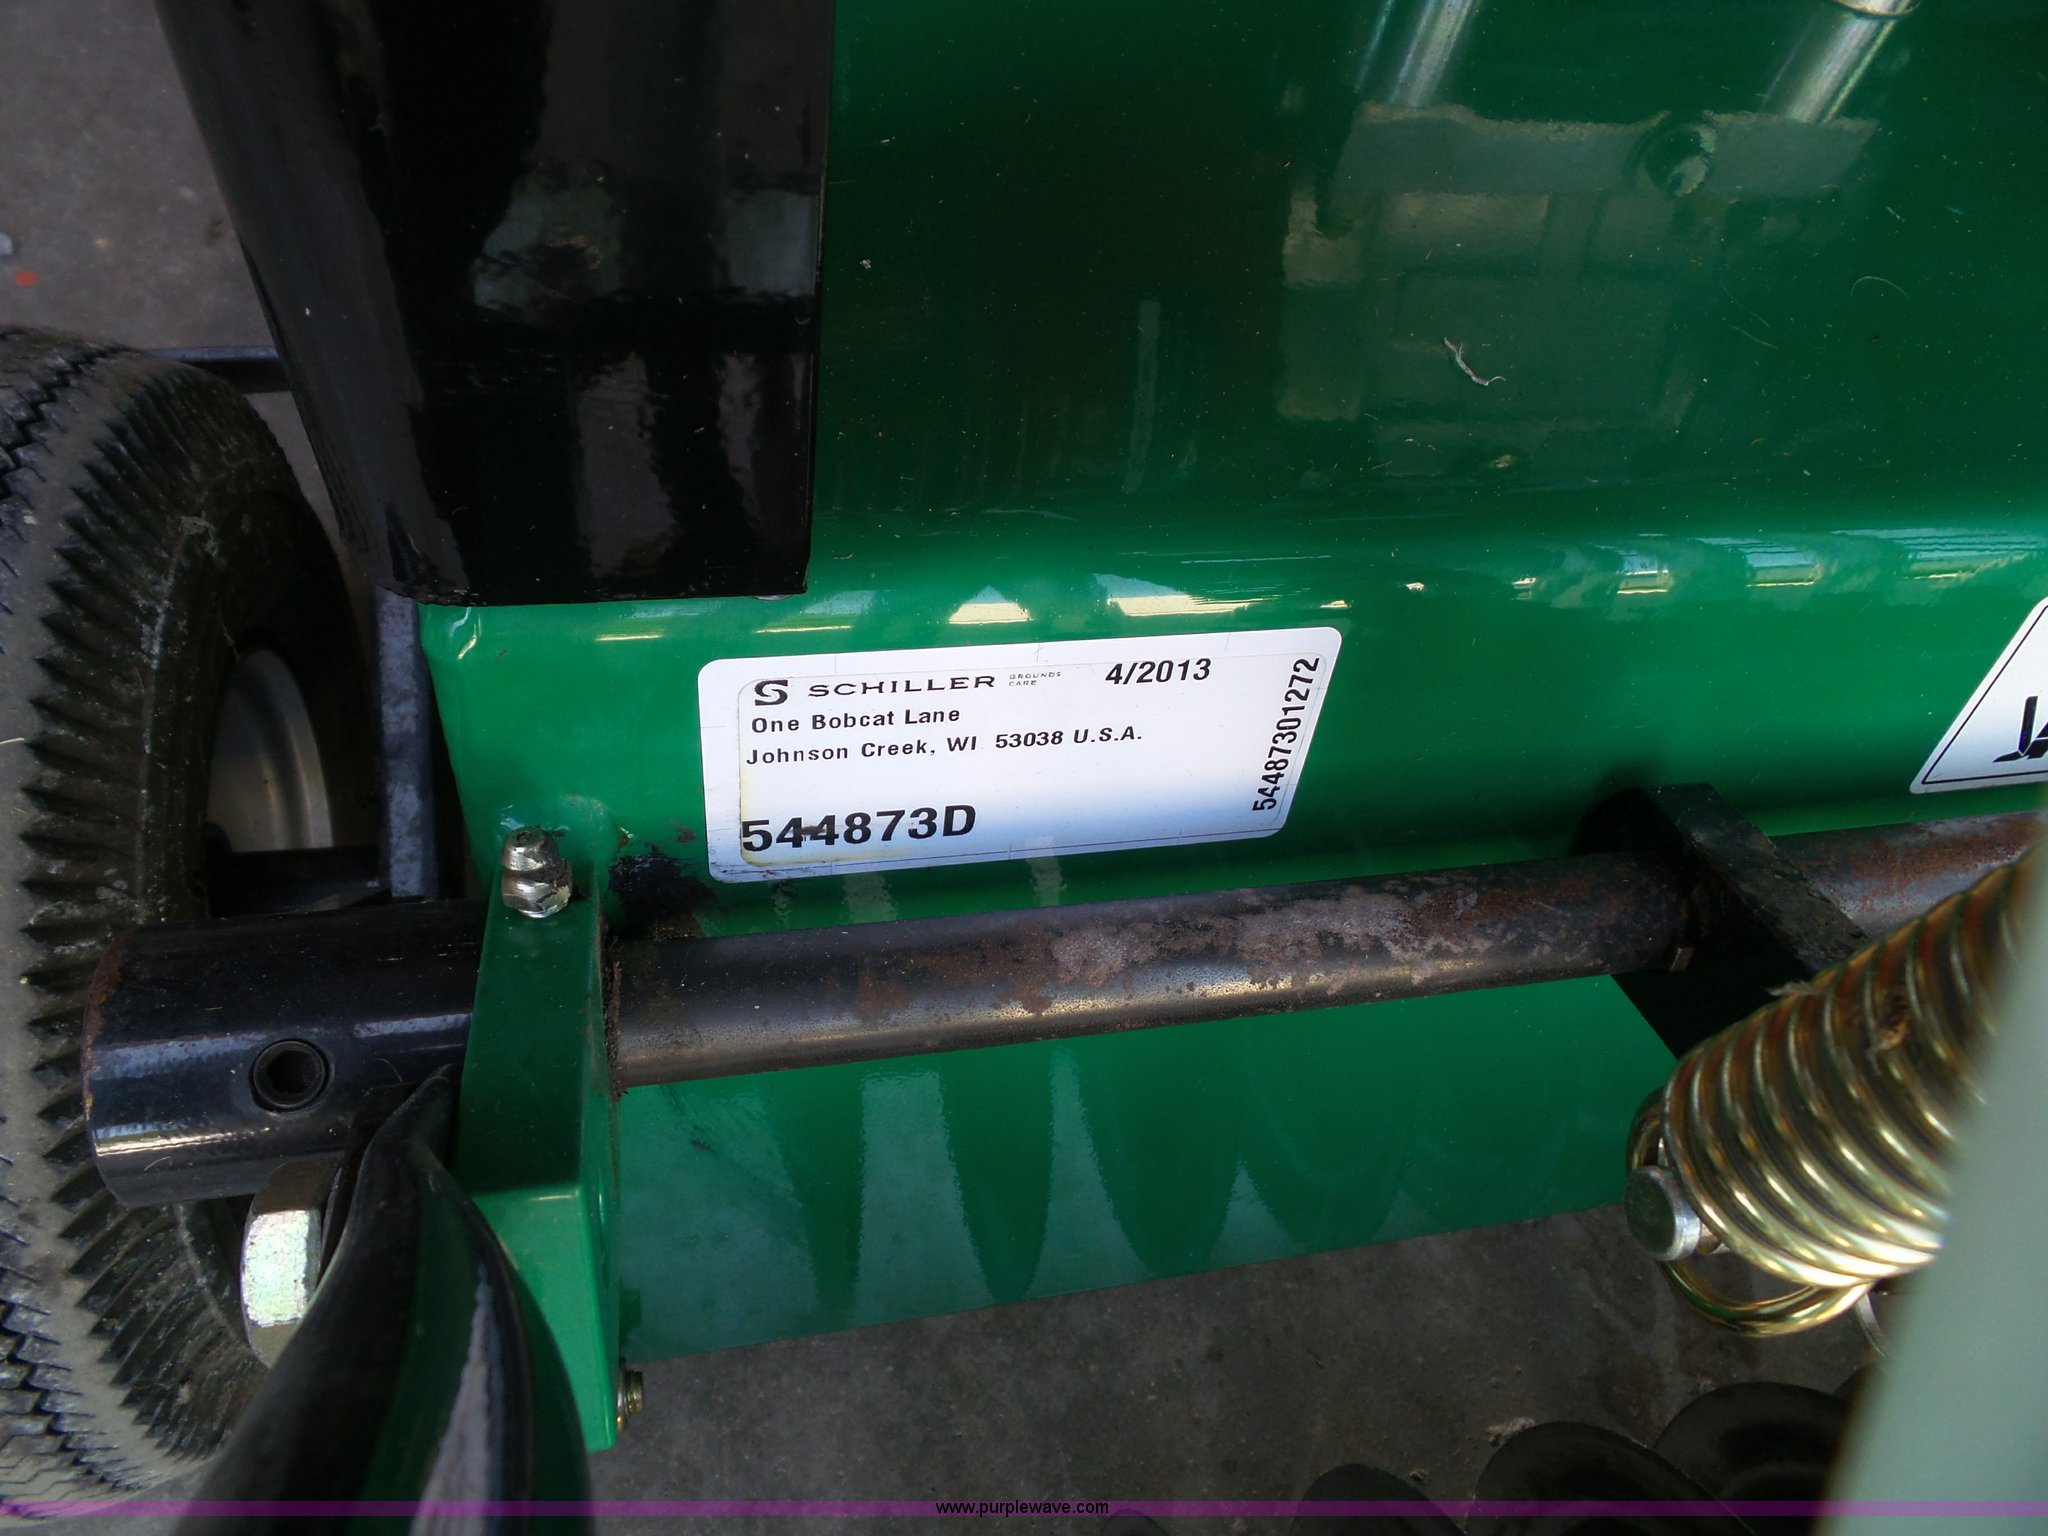 SCHILLER GROUNDS CARE 4/2013
One Bobcat Lane
Johnson Creek, WI 53038 U.S.A.
544873D
54487301272
www.purplewave.com